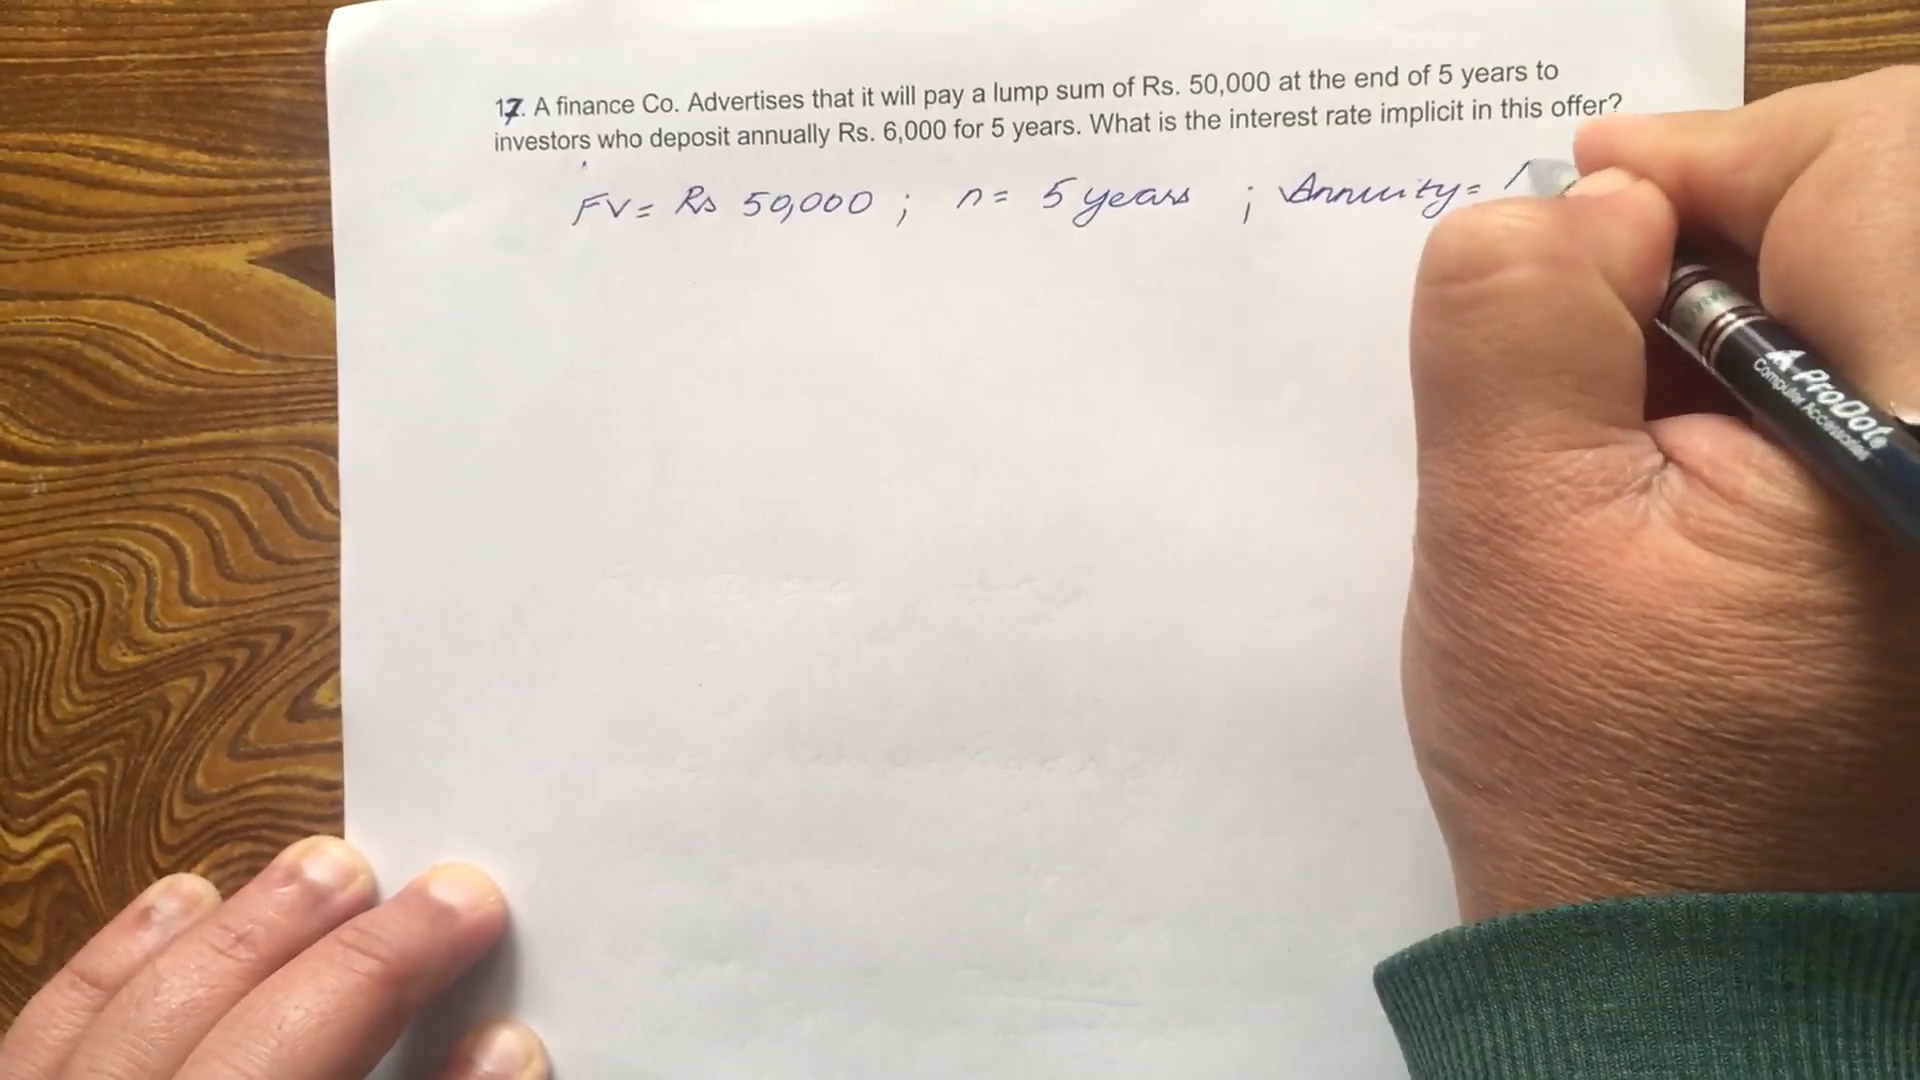 17. A finance Co. Advertises that it will pay a lump sum of Rs. 50,000 at the end of 5 years to
investors who deposit annually Rs. 6,000 for 5 years. What is the interest rate implicit in this offer?
FV = Rs 50,000 ; n = 5 years ; Annuity =
ProDot
Computer Accessories